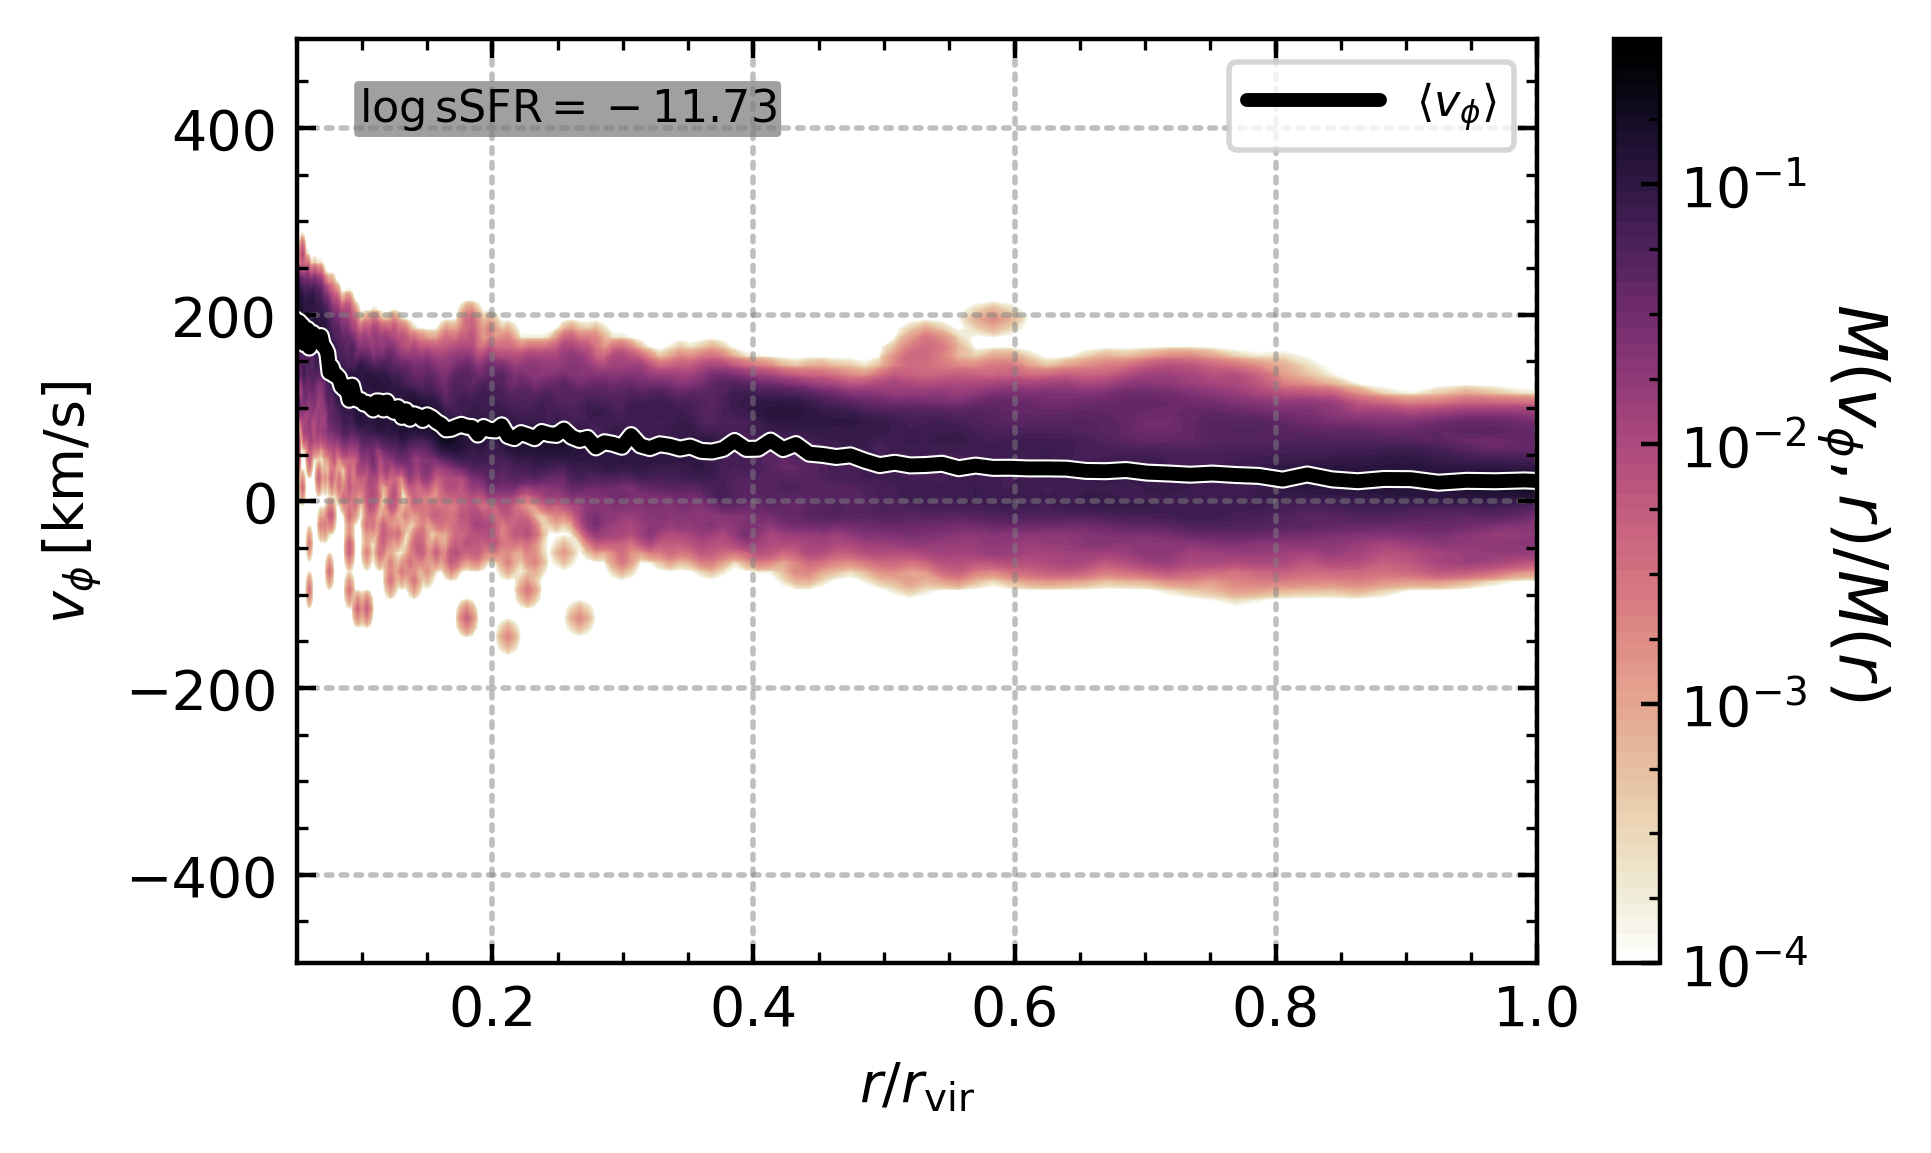 log sSFR = − 11.73
⟨v_ϕ⟩
400
200
0
−200
−400
v_ϕ [km/s]
0.2
0.4
0.6
0.8
1.0
r/r_vir
10^−1
10^−2
10^−3
10^−4
M(v_ϕ, r)/M(r)